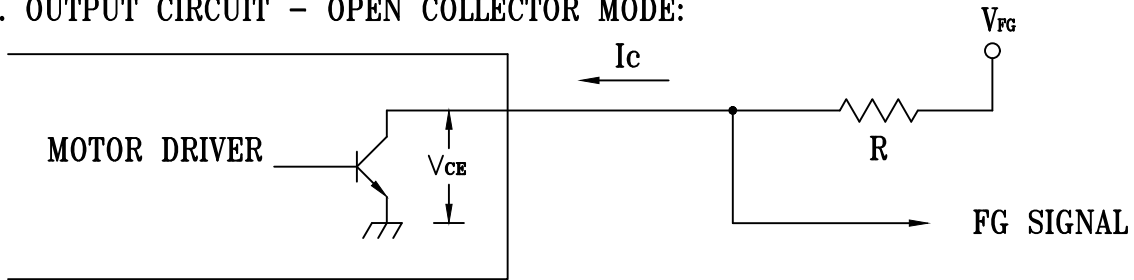 . OUTPUT CIRCUIT - OPEN COLLECTOR MODE:
VFG
Ic
MOTOR DRIVER
VCE
R
FG SIGNAL